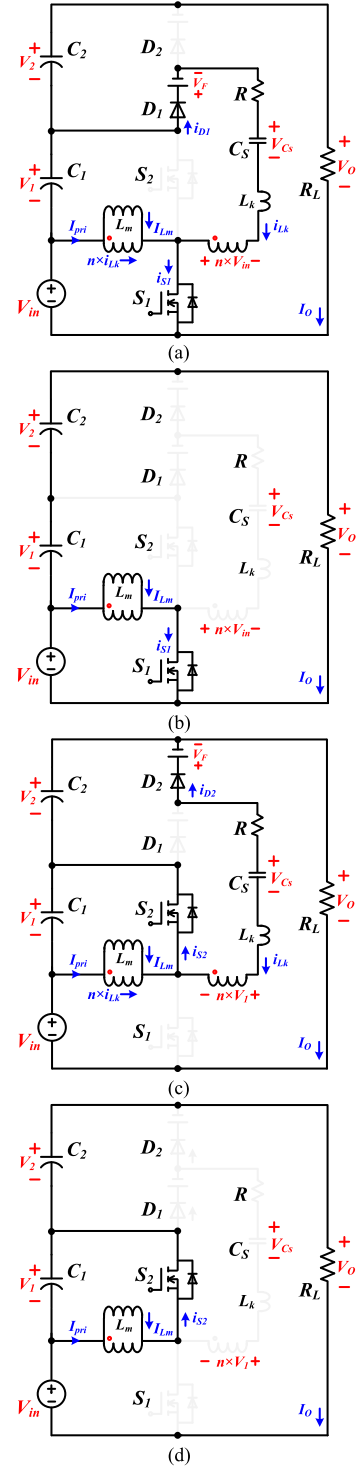 D2
+ V2 − C2
− VF +
D1
iD1
R
CS + VCs −
S2
+ V1 − C1
Lk
RL + VO −
Ipri Lm ILm
iLk
n×iLk
+ n×Vin −
iS1
Vin
S1
IO
(a)
D2
+ V2 − C2
D1
R
CS + VCs −
S2
+ V1 − C1
Lk
RL + VO −
Ipri Lm ILm
+ n×Vin −
iS1
Vin
S1
IO
(b)
− VF +
D2
iD2
+ V2 − C2
R
D1
CS + VCs −
+ V1 − C1
S2
Lk
RL + VO −
Ipri Lm ILm
iS2
iLk
n×iLk
− n×V1 +
Vin
S1
IO
(c)
D2
+ V2 − C2
D1
R
CS + VCs −
+ V1 − C1
S2
Lk
RL + VO −
Ipri Lm ILm
iS2
− n×V1 +
Vin
S1
IO
(d)